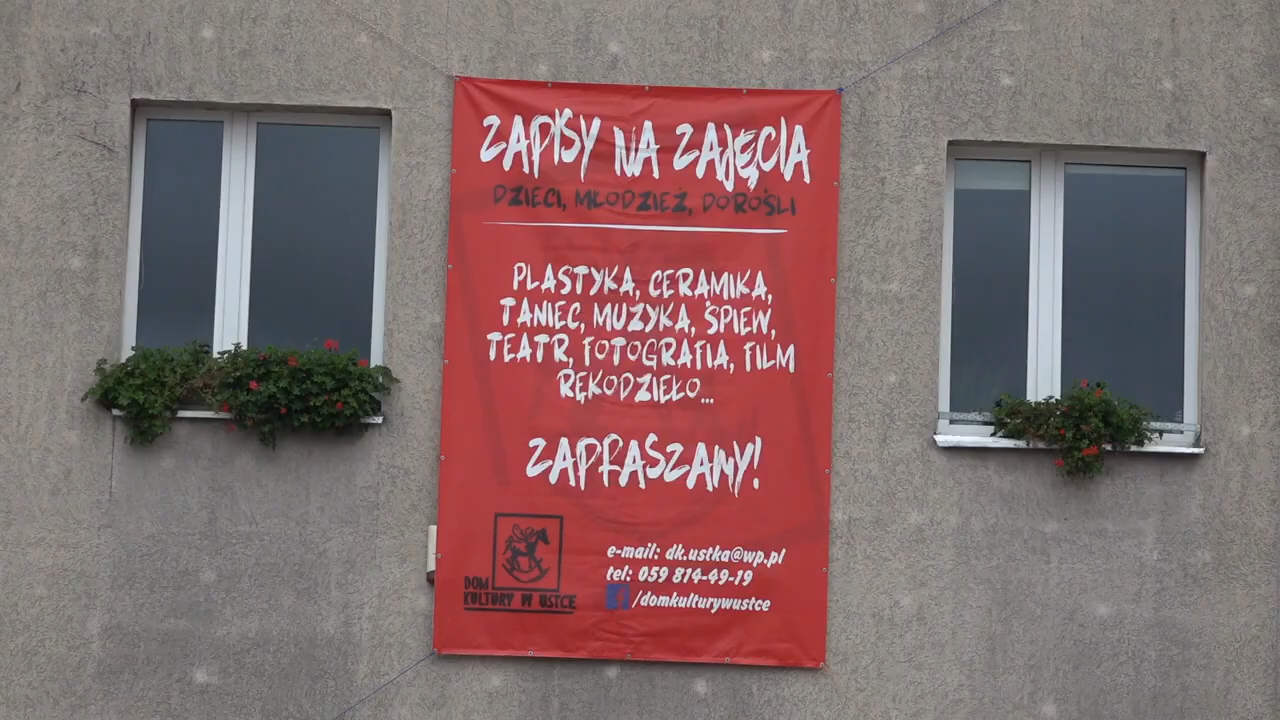 ZAPISY NA ZAJĘCIA
DZIECI, MŁODZIEŻ, DOROŚLI
PLASTYKA, CERAMIKA,
TANIEC, MUZYKA, ŚPIEW,
TEATR, FOTOGRAFIA, FILM
RĘKODZIEŁO...
ZAPRASZAMY!
DOM
KULTURY W USTCE
e-mail: dk.ustka@wp.pl
tel: 059 814-49-19
f /domkulturywustce